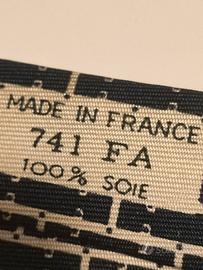 MADE IN FRANCE
741 FA
100% SOIE